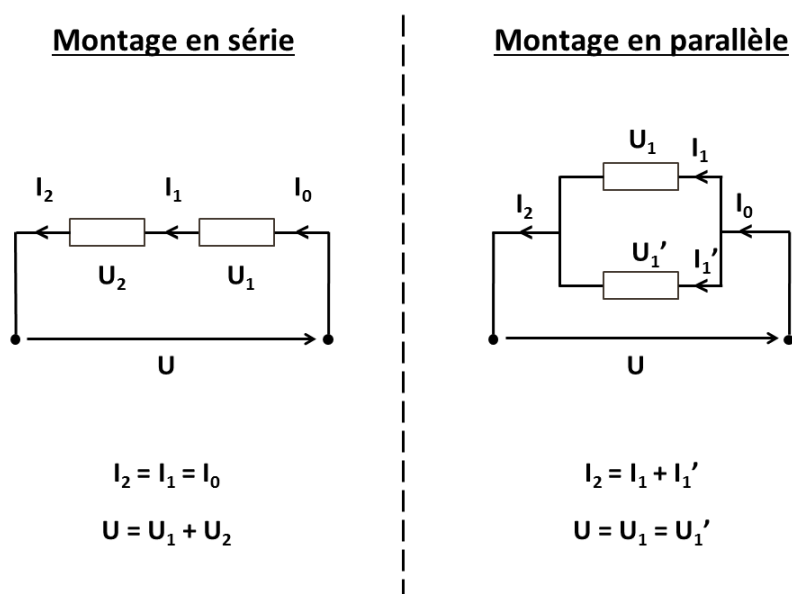 Montage en série
I₂ I₁ I₀
U₂ U₁
U
I₂ = I₁ = I₀
U = U₁ + U₂
Montage en parallèle
U₁ I₁
I₂ I₀
U₁’ I₁’
U
I₂ = I₁ + I₁’
U = U₁ = U₁’